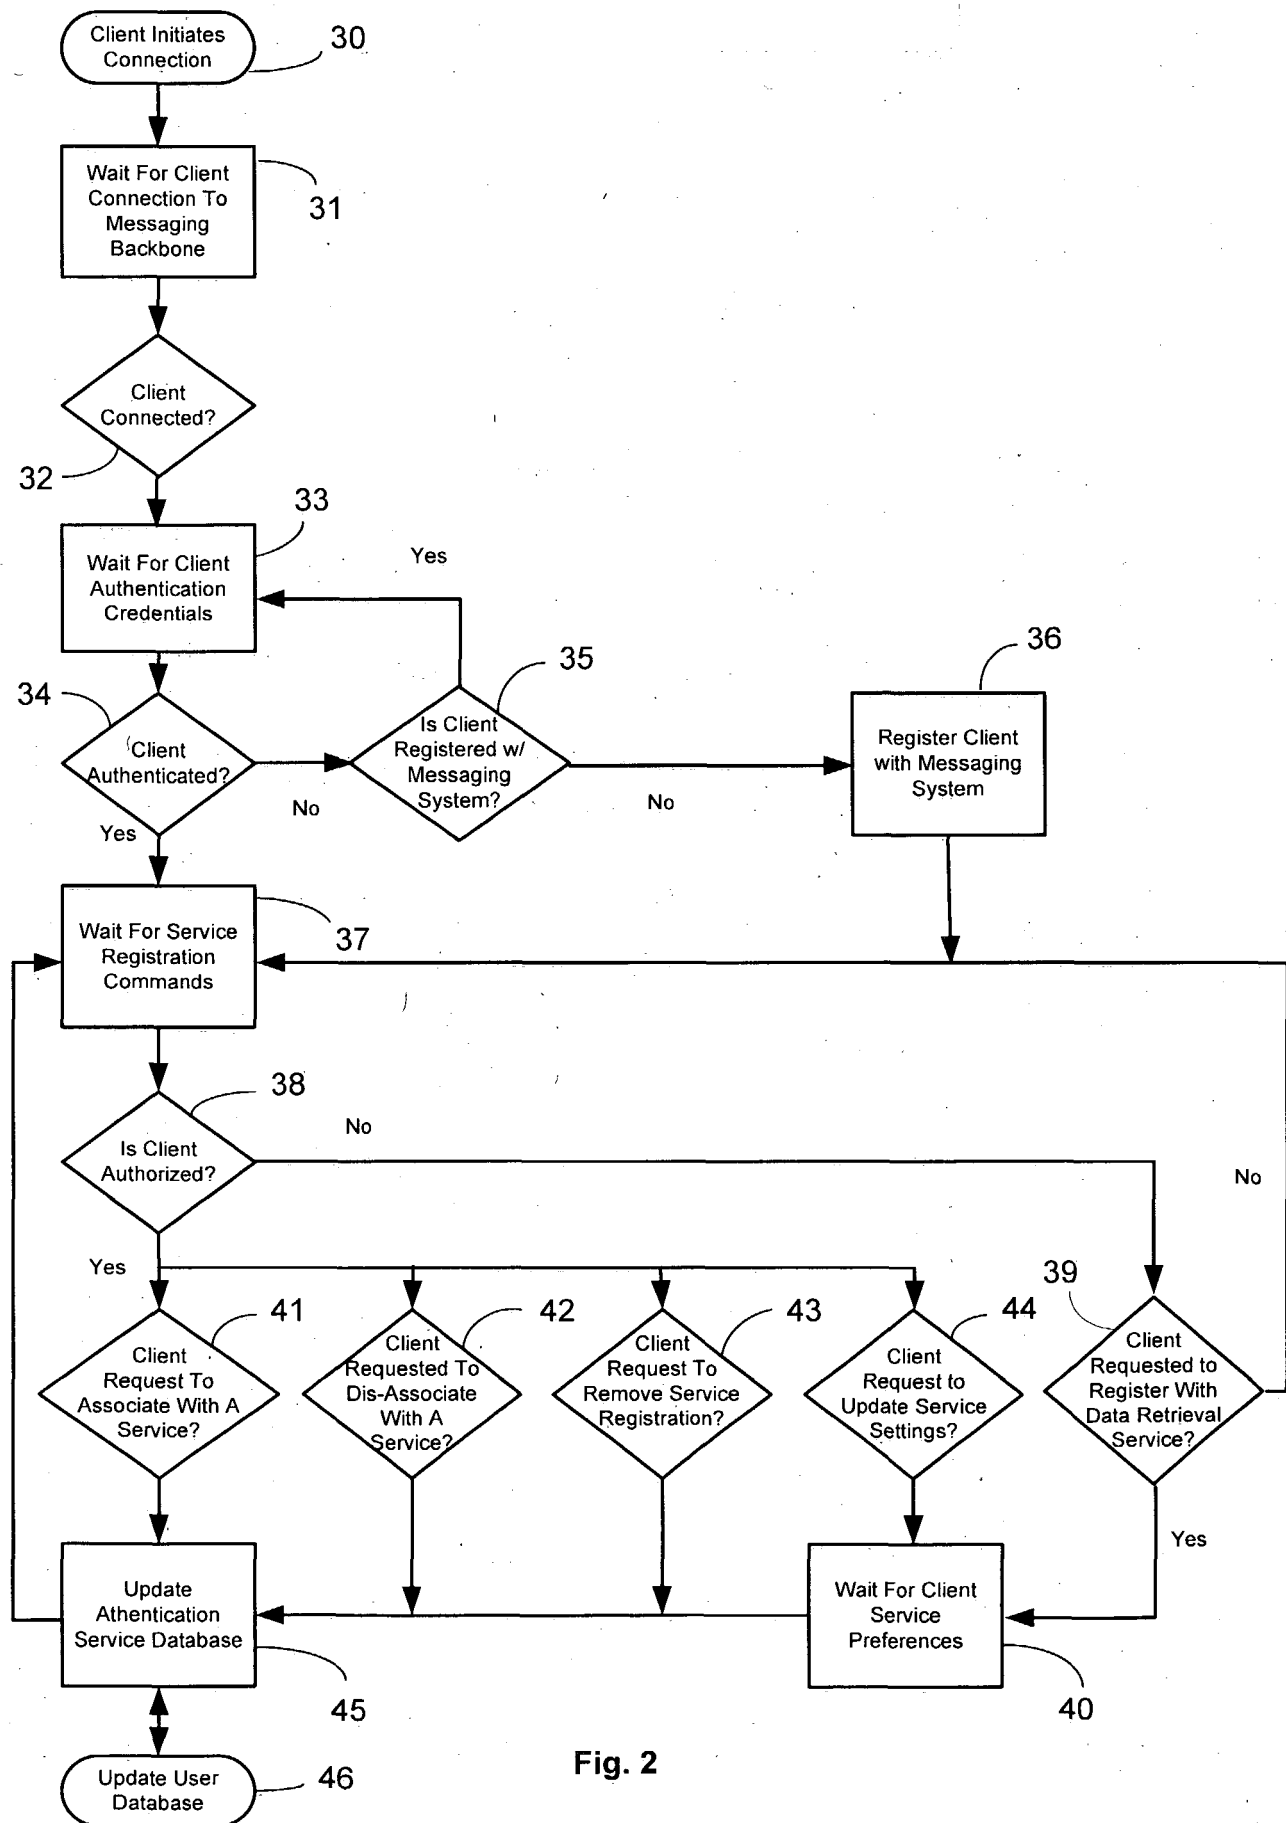 Client Initiates
Connection
30
Wait For Client
Connection To
Messaging
Backbone
31
Client
Connected?
32
33
Wait For Client
Authentication
Credentials
Yes
34
Client
Authenticated?
No
Yes
35
Is Client
Registered w/
Messaging
System?
No
36
Register Client
with Messaging
System
Wait For Service
Registration
Commands
37
38
Is Client
Authorized?
No
No
Yes
41
Client
Request To
Associate With A
Service?
42
Client
Requested To
Dis-Associate
With A
Service?
43
Client
Request To
Remove Service
Registration?
44
Client
Request to
Update Service
Settings?
39
Client
Requested to
Register With
Data Retrieval
Service?
Yes
Update
Athentication
Service Database
45
Wait For Client
Service
Preferences
40
Update User
Database
46
Fig. 2